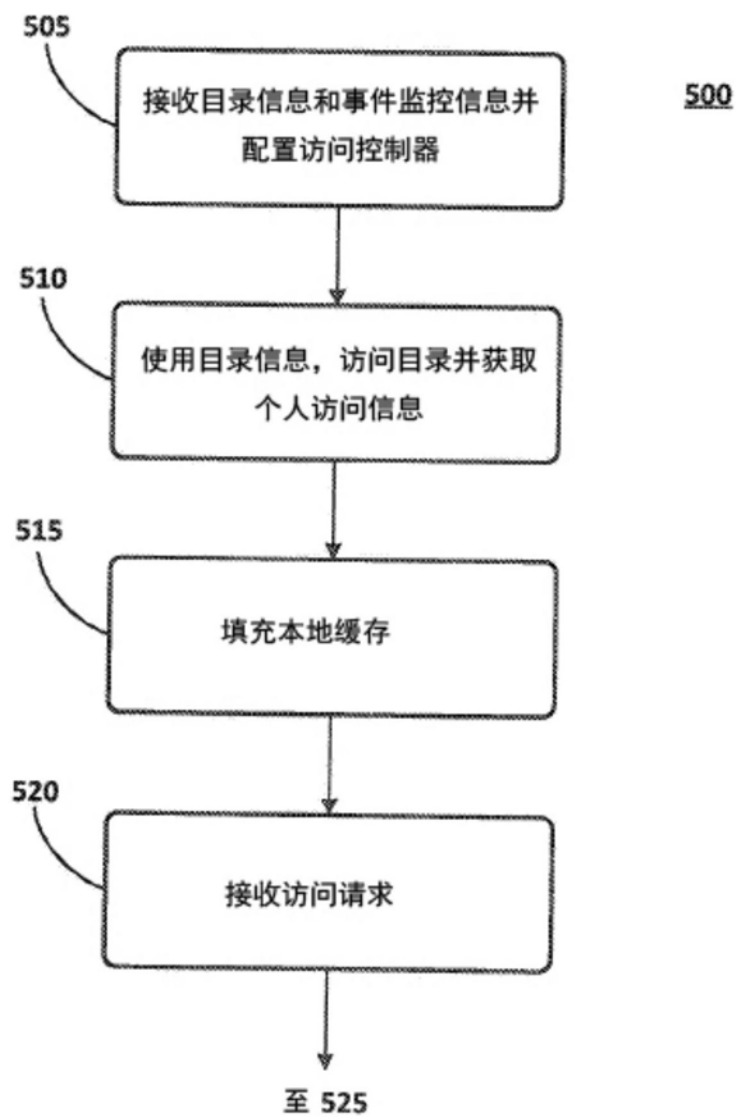 505
500
接收目录信息和事件监控信息并
配置访问控制器
510
使用目录信息，访问目录并获取
个人访问信息
515
填充本地缓存
520
接收访问请求
至 525